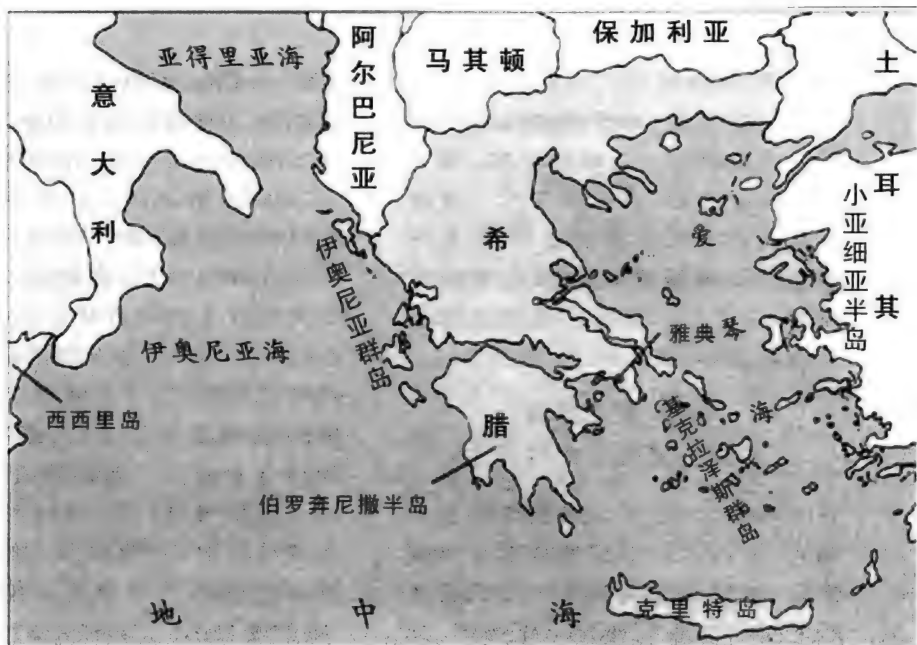 亚得里亚海
阿尔巴尼亚
马其顿
保加利亚
土耳其
意大利
希腊
爱琴海
小亚细亚半岛
伊奥尼亚群岛
伊奥尼亚海
雅典
西西里岛
基克拉泽斯群岛
伯罗奔尼撒半岛
地中海
克里特岛